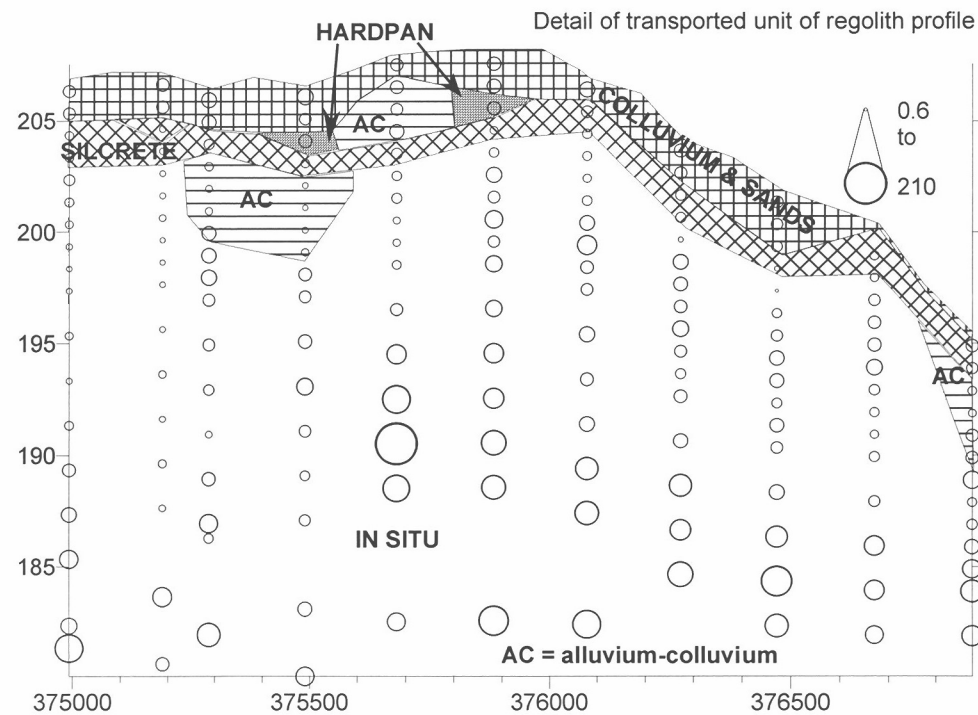 Detail of transported unit of regolith profile
HARDPAN
0.6
to
210
205
AC
SILCRETE
COLLUVIUM & SANDS
AC
200
195
AC
190
IN SITU
185
AC = alluvium-colluvium
375000 375500 376000 376500